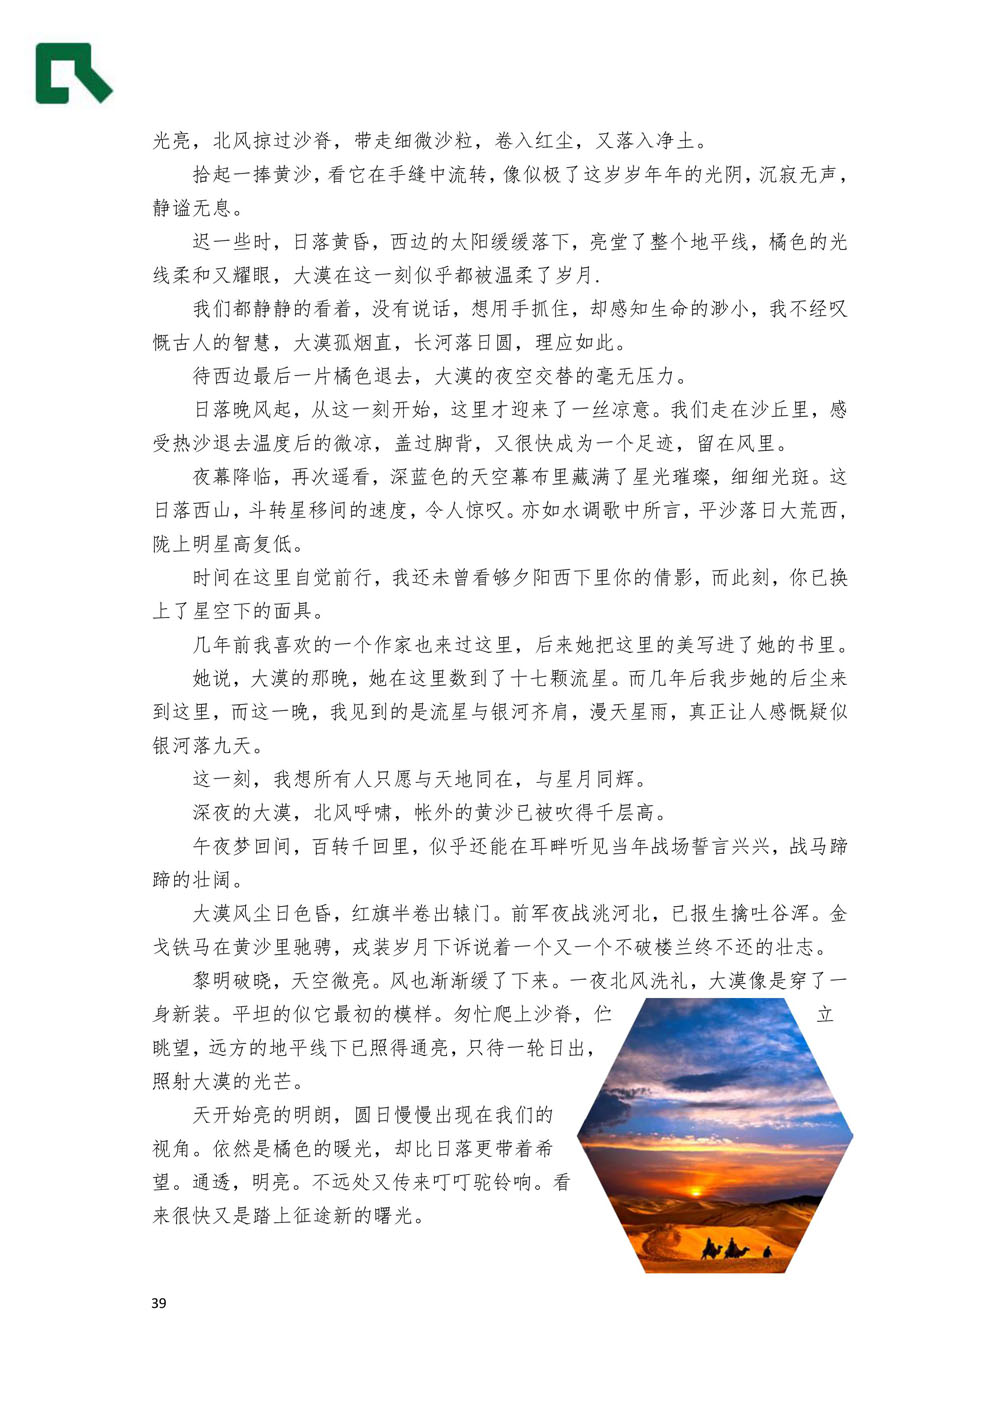 光亮，北风掠过沙脊，带走细微沙粒，卷入红尘，又落入净土。
拾起一捧黄沙，看它在手缝中流转，像似极了这岁岁年年的光阴，沉寂无声，
静谧无息。
迟一些时，日落黄昏，西边的太阳缓缓落下，亮堂了整个地平线，橘色的光
线柔和又耀眼，大漠在这一刻似乎都被温柔了岁月.
我们都静静的看着，没有说话，想用手抓住，却感知生命的渺小，我不经叹
慨古人的智慧，大漠孤烟直，长河落日圆，理应如此。
待西边最后一片橘色退去，大漠的夜空交替的毫无压力。
日落晚风起，从这一刻开始，这里才迎来了一丝凉意。我们走在沙丘里，感
受热沙退去温度后的微凉，盖过脚背，又很快成为一个足迹，留在风里。
夜幕降临，再次遥看，深蓝色的天空幕布里藏满了星光璀璨，细细光斑。这
日落西山，斗转星移间的速度，令人惊叹。亦如水调歌中所言，平沙落日大荒西，
陇上明星高复低。
时间在这里自觉前行，我还未曾看够夕阳西下里你的倩影，而此刻，你已换
上了星空下的面具。
几年前我喜欢的一个作家也来过这里，后来她把这里的美写进了她的书里。
她说，大漠的那晚，她在这里数到了十七颗流星。而几年后我步她的后尘来
到这里，而这一晚，我见到的是流星与银河齐肩，漫天星雨，真正让人感慨疑似
银河落九天。
这一刻，我想所有人只愿与天地同在，与星月同辉。
深夜的大漠，北风呼啸，帐外的黄沙已被吹得千层高。
午夜梦回间，百转千回里，似乎还能在耳畔听见当年战场誓言兴兴，战马蹄
蹄的壮阔。
大漠风尘日色昏，红旗半卷出辕门。前军夜战洮河北，已报生擒吐谷浑。金
戈铁马在黄沙里驰骋，戎装岁月下诉说着一个又一个不破楼兰终不还的壮志。
黎明破晓，天空微亮。风也渐渐缓了下来。一夜北风洗礼，大漠像是穿了一
身新装。平坦的似它最初的模样。匆忙爬上沙脊，伫立
眺望，远方的地平线下已照得通亮，只待一轮日出，
照射大漠的光芒。
天开始亮的明朗，圆日慢慢出现在我们的
视角。依然是橘色的暖光，却比日落更带着希
望。通透，明亮。不远处又传来叮叮驼铃响。看
来很快又是踏上征途新的曙光。
39